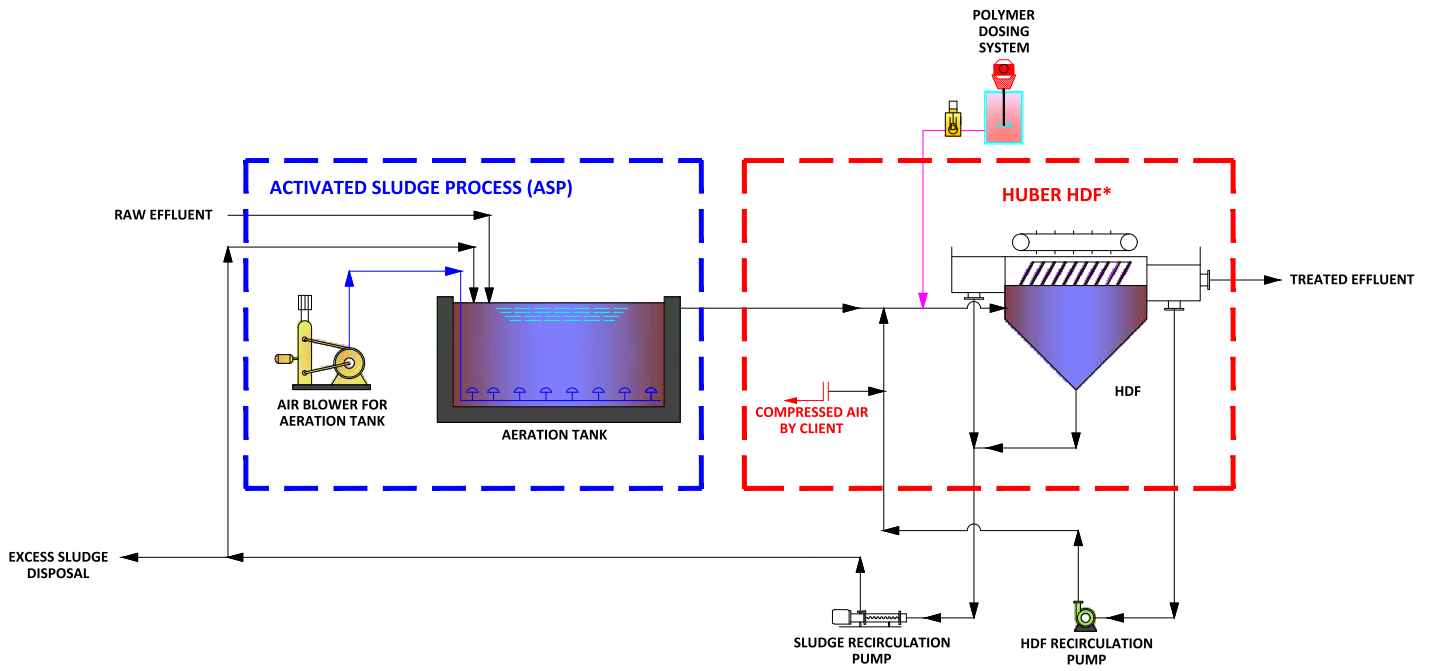 POLYMER
DOSING
SYSTEM
ACTIVATED SLUDGE PROCESS (ASP)
HUBER HDF*
RAW EFFLUENT
TREATED EFFLUENT
AIR BLOWER FOR
AERATION TANK
AERATION TANK
COMPRESSED AIR
BY CLIENT
HDF
EXCESS SLUDGE
DISPOSAL
SLUDGE RECIRCULATION
PUMP
HDF RECIRCULATION
PUMP